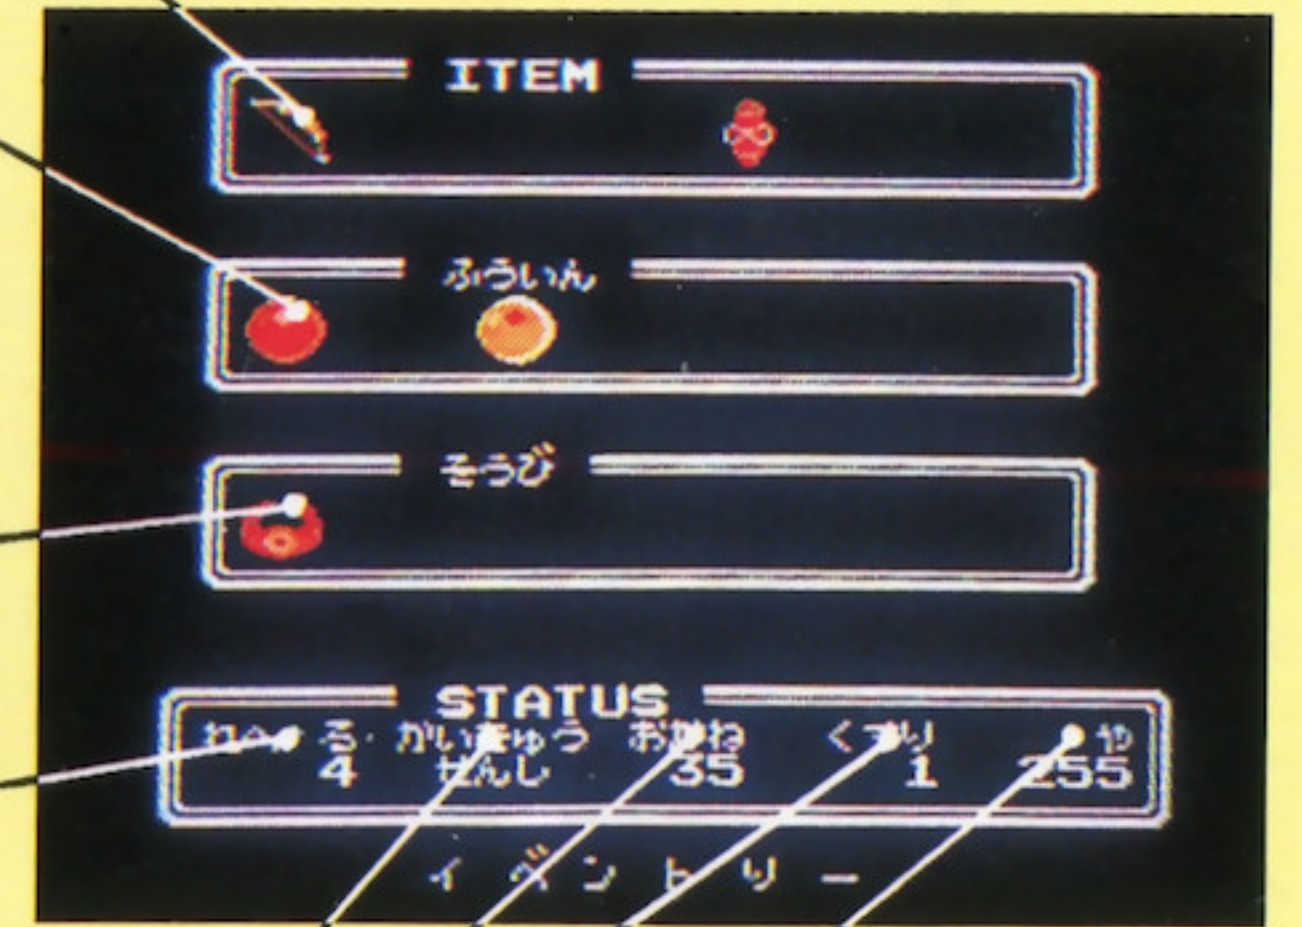 ITEM
ふういん
そうび
STATUS
かいきゅう おかね くすり や
4 せんし 35 1 255
イベントリー